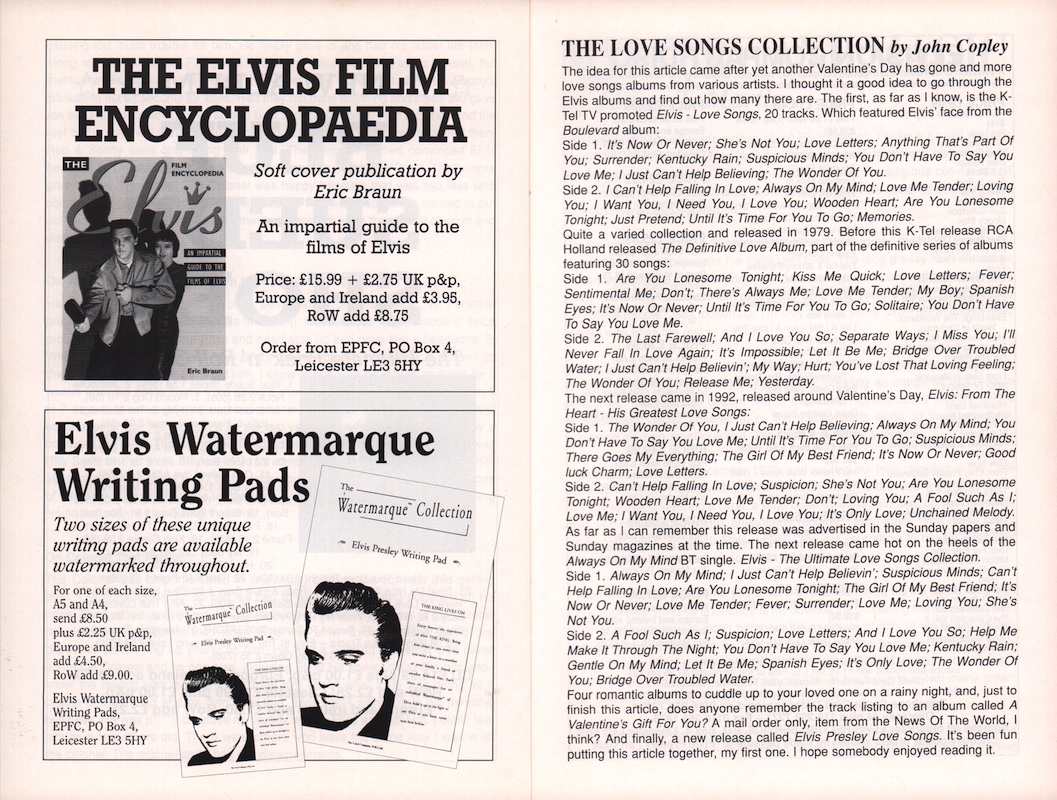 THE ELVIS FILM
ENCYCLOPAEDIA
THE
FILM
ENCYCLOPEDIA
Elvis
AN IMPARTIAL
GUIDE TO THE
FILMS OF ELVIS
Eric Braun
Soft cover publication by
Eric Braun
An impartial guide to the
films of Elvis
Price: £15.99 + £2.75 UK p&p,
Europe and Ireland add £3.95,
RoW add £8.75
Order from EPFC, PO Box 4,
Leicester LE3 5HY
Elvis Watermarque
Writing Pads
Two sizes of these unique
writing pads are available
watermarked throughout.
For one of each size,
A5 and A4,
send £8.50
plus £2.25 UK p&p,
Europe and Ireland
add £4.50,
RoW add £9.00.
Elvis Watermarque
Writing Pads,
EPFC, PO Box 4,
Leicester LE3 5HY
The
Watermarque Collection
Elvis Presley Writing Pad
THE KING LIVES ON
The
Watermarque Collection
Elvis Presley Writing Pad
THE KING LIVES ON
THE LOVE SONGS COLLECTION by John Copley
The idea for this article came after yet another Valentine's Day has gone and more
love songs albums from various artists. I thought it a good idea to go through the
Elvis albums and find out how many there are. The first, as far as I know, is the K-
Tel TV promoted Elvis - Love Songs, 20 tracks. Which featured Elvis' face from the
Boulevard album:
Side 1. It's Now Or Never; She's Not You; Love Letters; Anything That's Part Of
You; Surrender; Kentucky Rain; Suspicious Minds; You Don't Have To Say You
Love Me; I Just Can't Help Believing; The Wonder Of You.
Side 2. I Can't Help Falling In Love; Always On My Mind; Love Me Tender; Loving
You; I Want You, I Need You, I Love You; Wooden Heart; Are You Lonesome
Tonight; Just Pretend; Until It's Time For You To Go; Memories.
Quite a varied collection and released in 1979. Before this K-Tel release RCA
Holland released The Definitive Love Album, part of the definitive series of albums
featuring 30 songs:
Side 1. Are You Lonesome Tonight; Kiss Me Quick; Love Letters; Fever;
Sentimental Me; Don't; There's Always Me; Love Me Tender; My Boy; Spanish
Eyes; It's Now Or Never; Until It's Time For You To Go; Solitaire; You Don't Have
To Say You Love Me.
Side 2. The Last Farewell; And I Love You So; Separate Ways; I Miss You; I'll
Never Fall In Love Again; It's Impossible; Let It Be Me; Bridge Over Troubled
Water; I Just Can't Help Believin'; My Way; Hurt; You've Lost That Loving Feeling;
The Wonder Of You; Release Me; Yesterday.
The next release came in 1992, released around Valentine's Day, Elvis: From The
Heart - His Greatest Love Songs:
Side 1. The Wonder Of You, I Just Can't Help Believing; Always On My Mind; You
Don't Have To Say You Love Me; Until It's Time For You To Go; Suspicious Minds;
There Goes My Everything; The Girl Of My Best Friend; It's Now Or Never; Good
luck Charm; Love Letters.
Side 2. Can't Help Falling In Love; Suspicion; She's Not You; Are You Lonesome
Tonight; Wooden Heart; Love Me Tender; Don't; Loving You; A Fool Such As I;
Love Me; I Want You, I Need You, I Love You; It's Only Love; Unchained Melody.
As far as I can remember this release was advertised in the Sunday papers and
Sunday magazines at the time. The next release came hot on the heels of the
Always On My Mind BT single. Elvis - The Ultimate Love Songs Collection.
Side 1. Always On My Mind; I Just Can't Help Believin'; Suspicious Minds; Can't
Help Falling In Love; Are You Lonesome Tonight; The Girl Of My Best Friend; It's
Now Or Never; Love Me Tender; Fever; Surrender; Love Me; Loving You; She's
Not You.
Side 2. A Fool Such As I; Suspicion; Love Letters; And I Love You So; Help Me
Make It Through The Night; You Don't Have To Say You Love Me; Kentucky Rain;
Gentle On My Mind; Let It Be Me; Spanish Eyes; It's Only Love; The Wonder Of
You; Bridge Over Troubled Water.
Four romantic albums to cuddle up to your loved one on a rainy night, and, just to
finish this article, does anyone remember the track listing to an album called A
Valentine's Gift For You? A mail order only, item from the News Of The World, I
think? And finally, a new release called Elvis Presley Love Songs. It's been fun
putting this article together, my first one. I hope somebody enjoyed reading it.